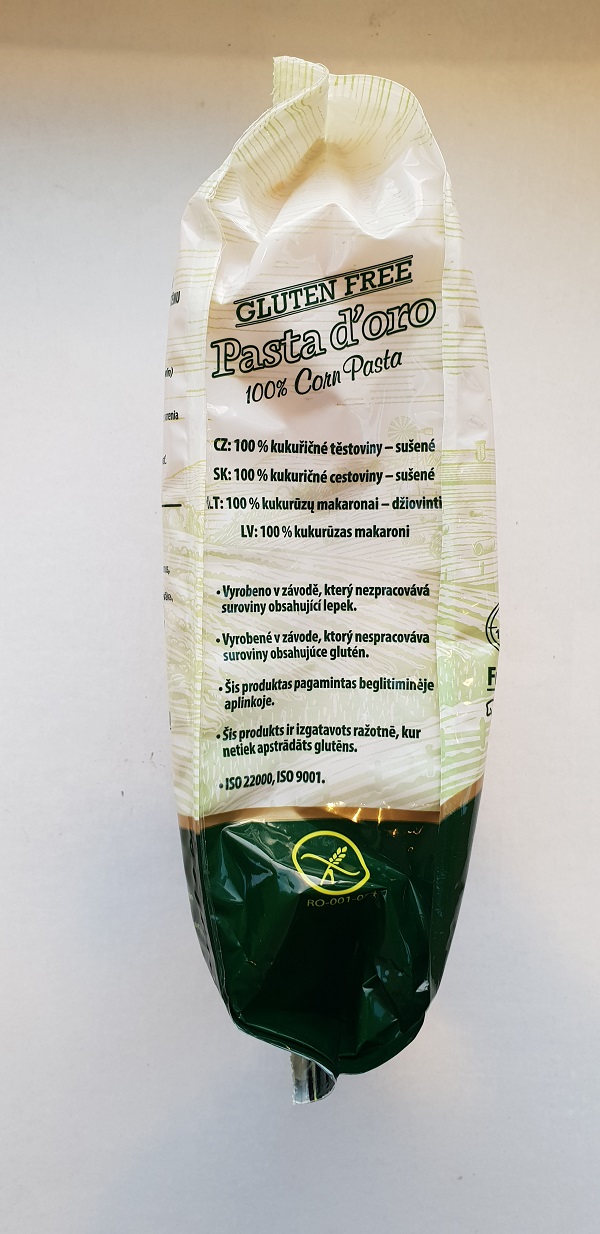 GLUTEN FREE
Pasta d'oro
100% Corn Pasta
CZ: 100 % kukuřičné těstoviny – sušené
SK: 100 % kukuričné cestoviny – sušené
LT: 100 % kukurūzų makaronai – džiovinti
LV: 100 % kukurūzas makaroni
• Vyrobeno v závodě, který nezpracovává
suroviny obsahující lepek.
• Vyrobené v závode, ktorý nespracováva
suroviny obsahujúce glutén.
• Šis produktas pagamintas beglitiminėje
aplinkoje.
• Šis produkts ir izgatavots ražotnē, kur
netiek apstrādāts glutēns.
• ISO 22000, ISO 9001.